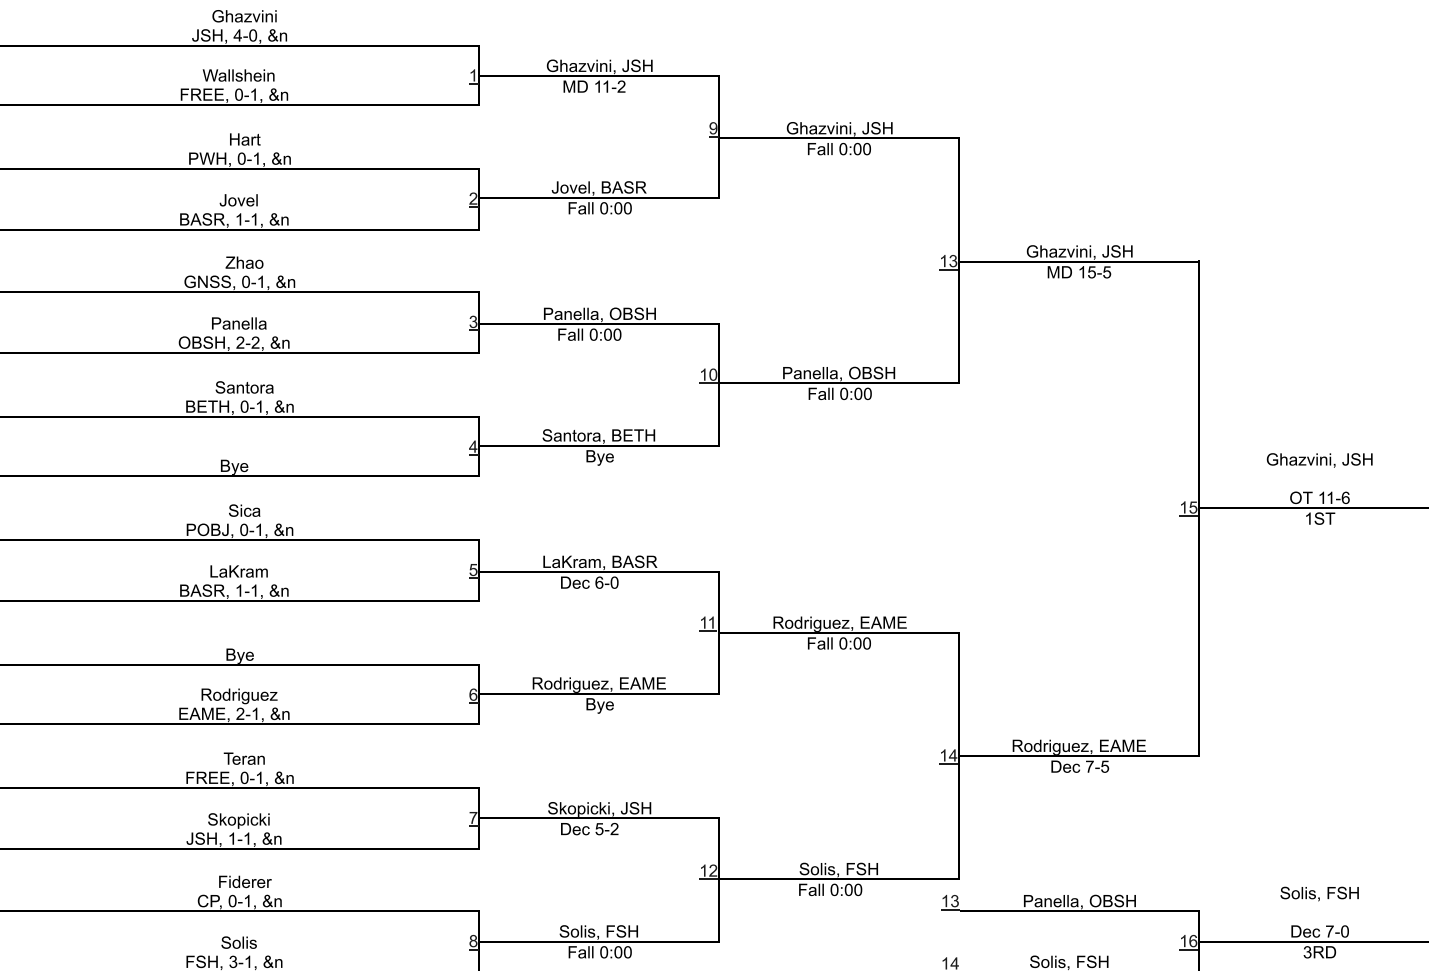 Ghazvini
JSH, 4-0, &n
Wallshein
FREE, 0-1, &n
1
Hart
PWH, 0-1, &n
Jovel
BASR, 1-1, &n
2
Zhao
GNSS, 0-1, &n
Panella
OBSH, 2-2, &n
3
Santora
BETH, 0-1, &n
Bye
4
Sica
POBJ, 0-1, &n
LaKram
BASR, 1-1, &n
5
Bye
Rodriguez
EAME, 2-1, &n
6
Teran
FREE, 0-1, &n
Skopicki
JSH, 1-1, &n
7
Fiderer
CP, 0-1, &n
Solis
FSH, 3-1, &n
8
Ghazvini, JSH
MD 11-2
9
Jovel, BASR
Fall 0:00
Panella, OBSH
Fall 0:00
10
Santora, BETH
Bye
LaKram, BASR
Dec 6-0
11
Rodriguez, EAME
Bye
Skopicki, JSH
Dec 5-2
12
Solis, FSH
Fall 0:00
Ghazvini, JSH
Fall 0:00
13
Panella, OBSH
Fall 0:00
Rodriguez, EAME
Fall 0:00
14
Solis, FSH
Fall 0:00
Ghazvini, JSH
MD 15-5
15
Rodriguez, EAME
Dec 7-5
Ghazvini, JSH
OT 11-6
1ST
13
Panella, OBSH
14
Solis, FSH
16
Solis, FSH
Dec 7-0
3RD